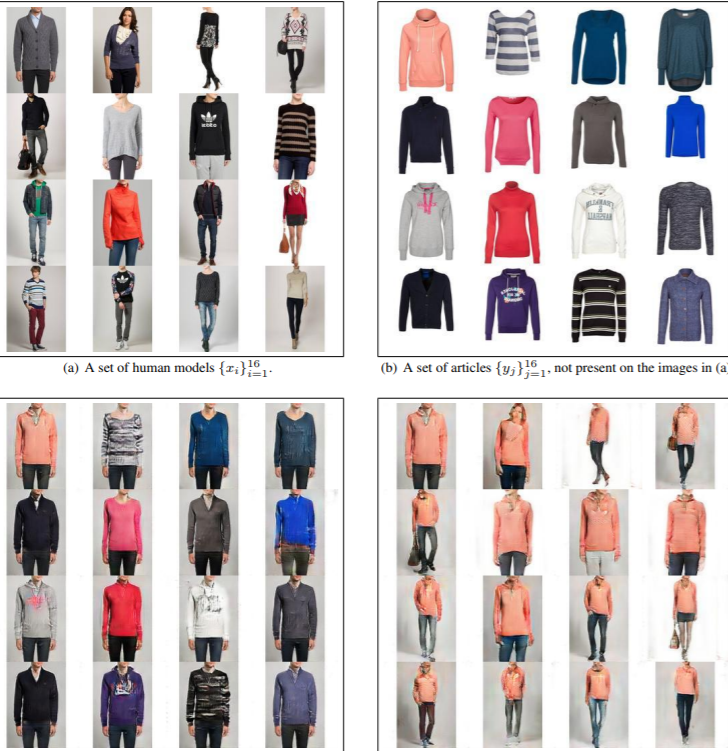 (a) A set of human models $\{x_i\}_{i=1}^{16}$.
(b) A set of articles $\{y_j\}_{j=1}^{16}$, not present on the images in (a)